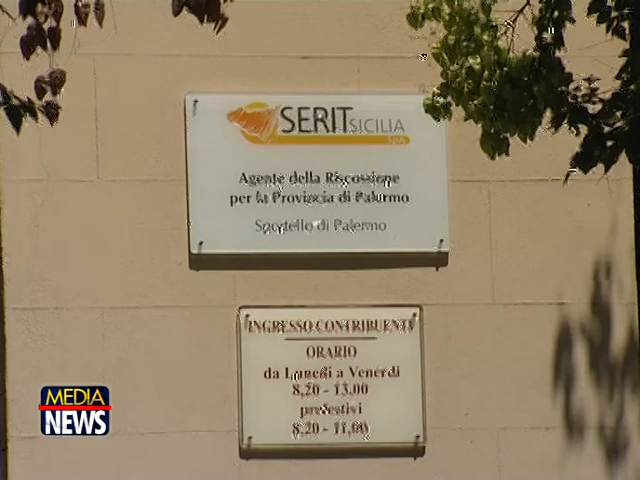 SERIT SICILIA
S.p.A.
Agente della Riscossione
per la Provincia di Palermo
Sportello di Palermo
INGRESSO CONTRIBUENTI
ORARIO
da Lunedì a Venerdì
8,20 - 13,00
prefestivi
8,20 - 11,00
MEDIA
NEWS